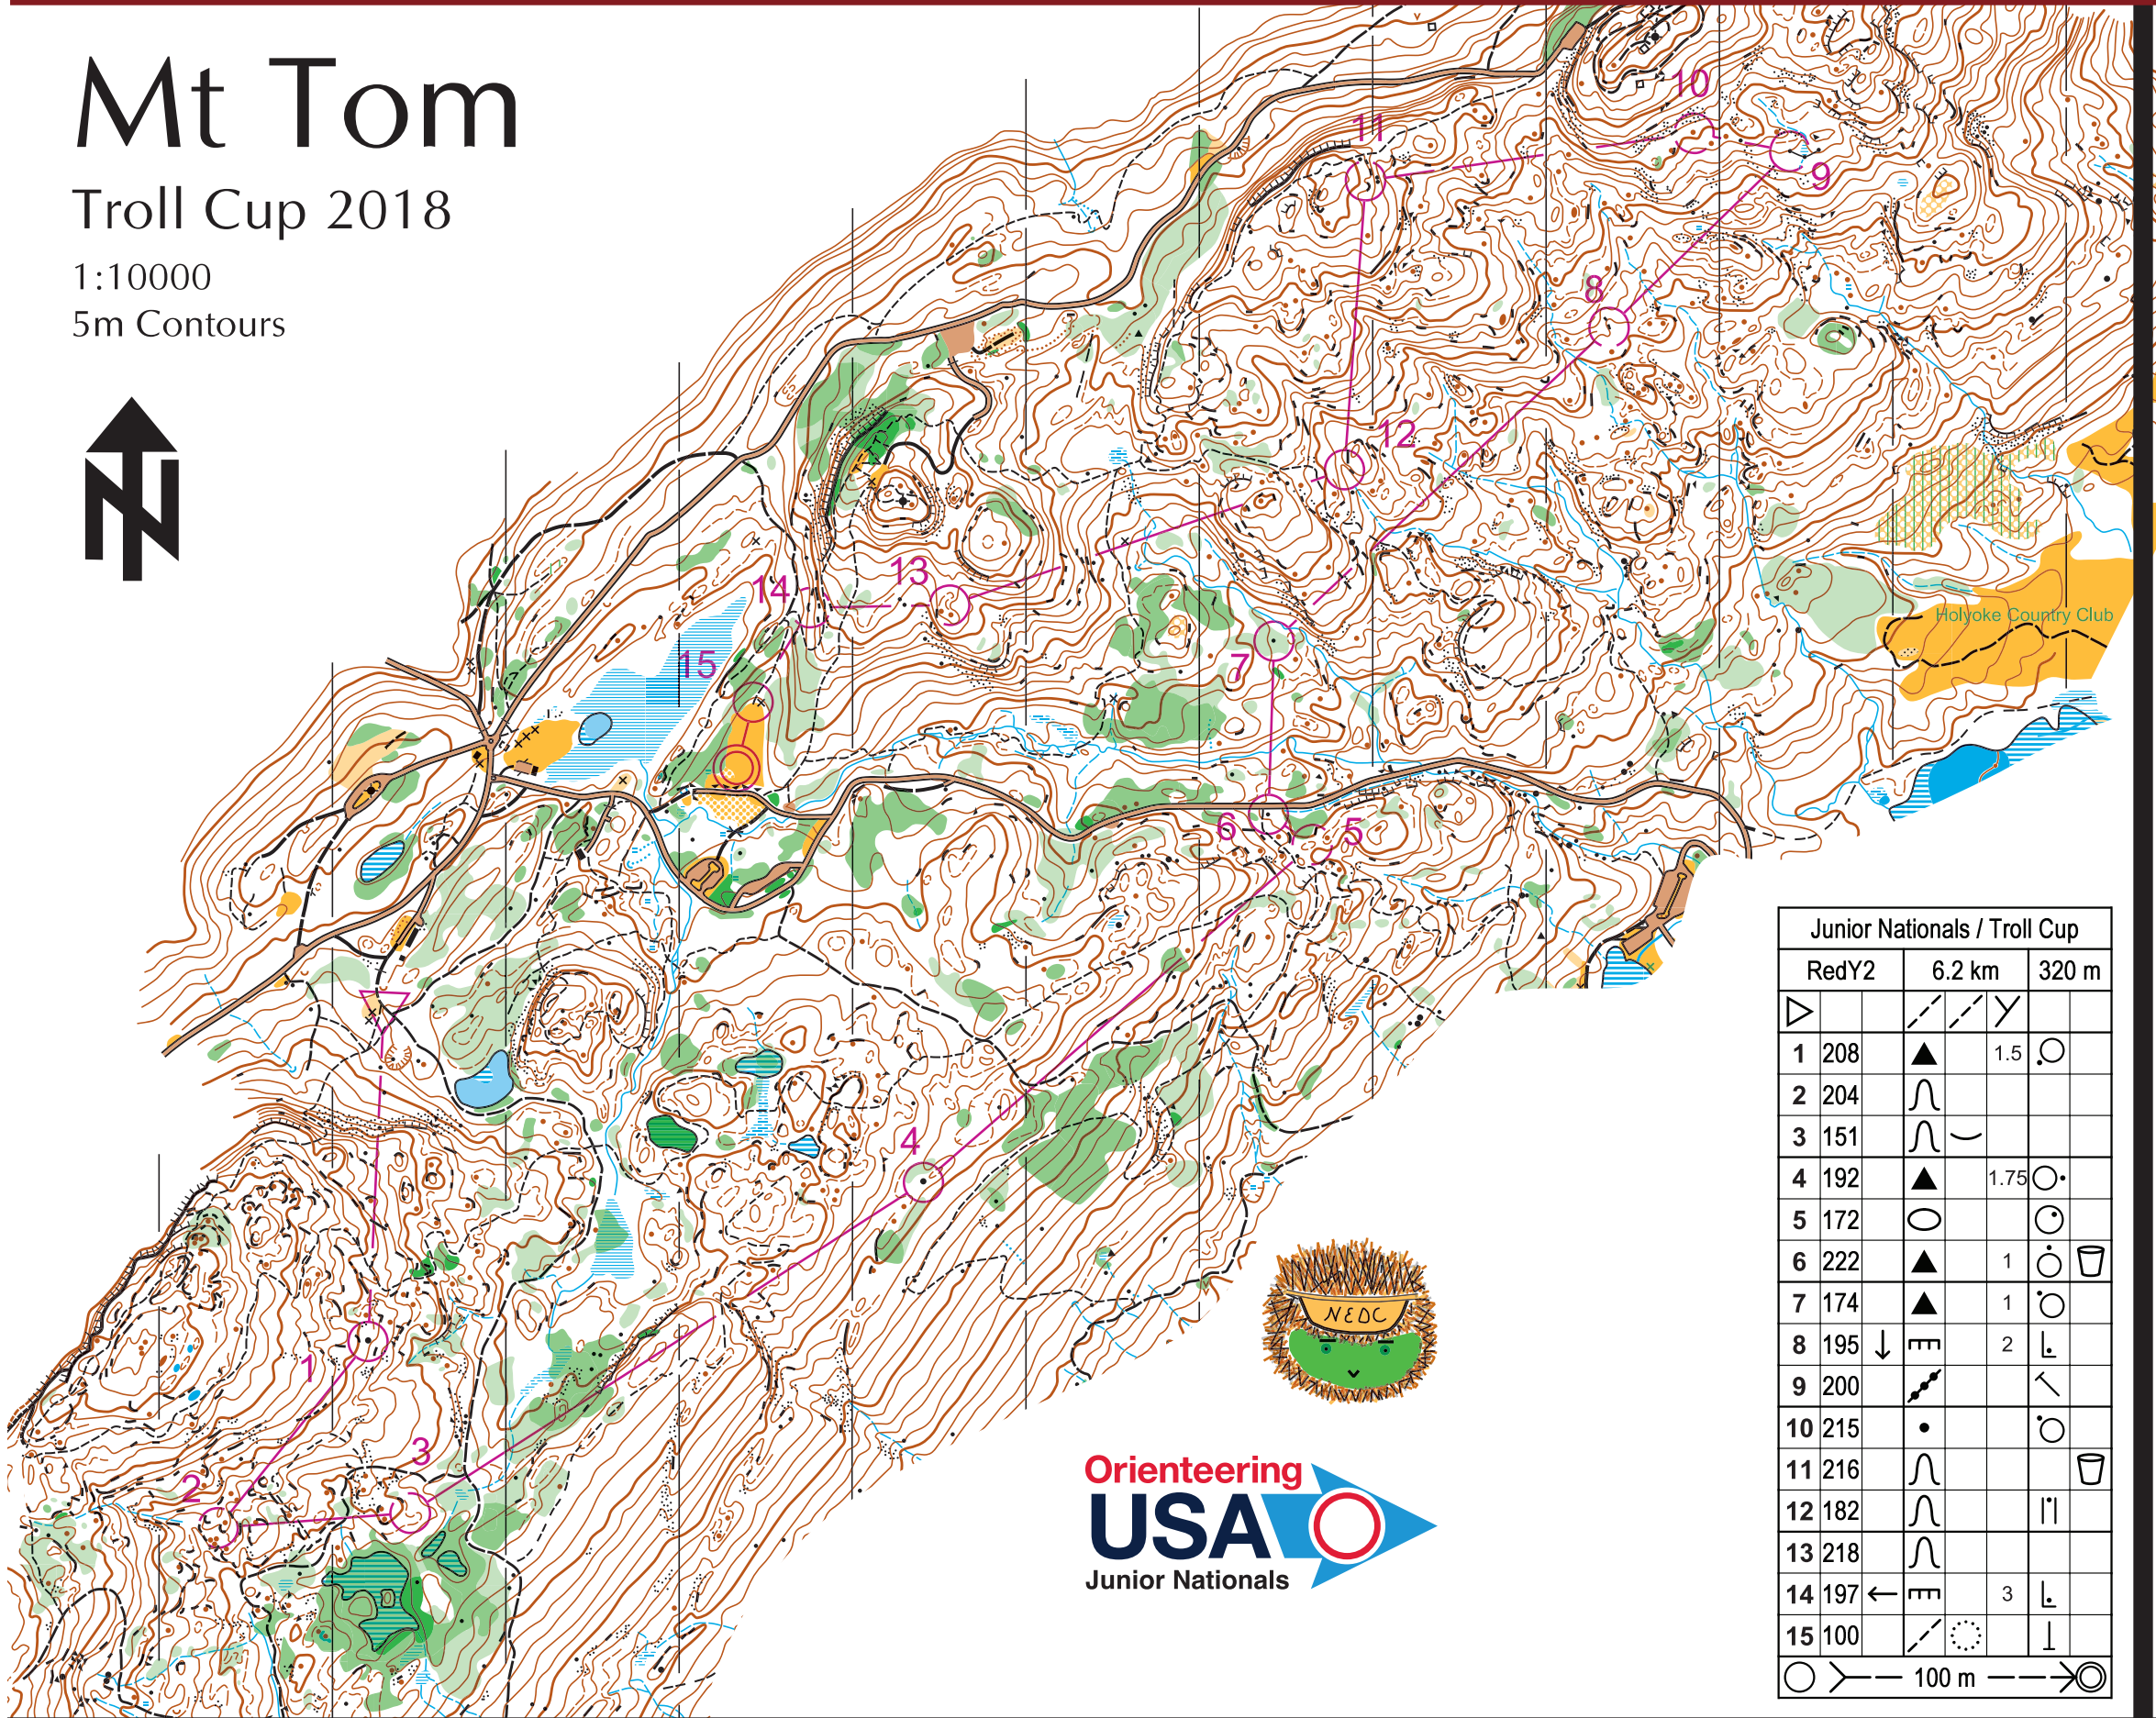 Mt Tom
Troll Cup 2018
1:10000
5m Contours
N
10
11
9
8
12
13
14
15
7
6
5
4
1
2
3
Holyoke Country Club
NEDC
Orienteering
USA
Junior Nationals
Junior Nationals / Troll Cup
RedY2 6.2 km 320 m
1 208 1.5
2 204
3 151
4 192 1.75
5 172
6 222 1
7 174 1
8 195 2
9 200
10 215
11 216
12 182
13 218
14 197 3
15 100
100 m